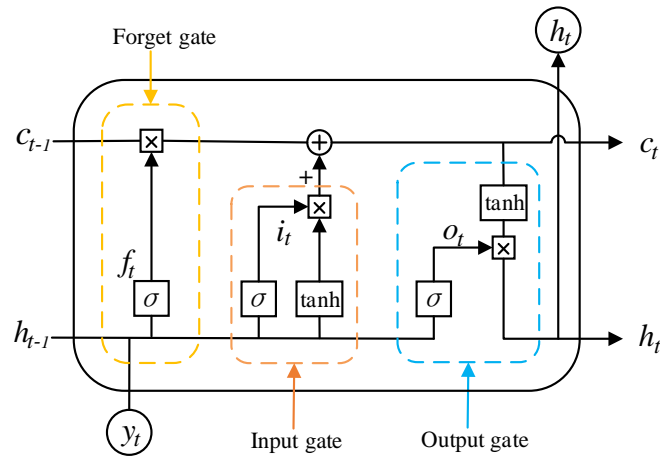 h_t
Forget gate
c_{t-1}
×
+
c_t
+
tanh
×
i_t
o_t
×
f_t
σ
σ
tanh
σ
h_{t-1}
h_t
y_t
Input gate
Output gate